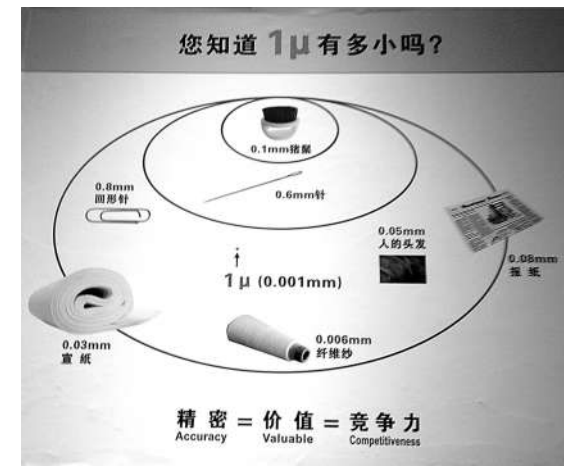 您知道1μ有多小吗?
0.1mm猪鬃
0.6mm针
0.8mm
回形针
0.05mm
人的头发
0.08mm
报纸
1μ (0.001mm)
0.03mm
宣纸
0.006mm
纤维纱
精密=价值=竞争力
Accuracy Valuable Competitiveness